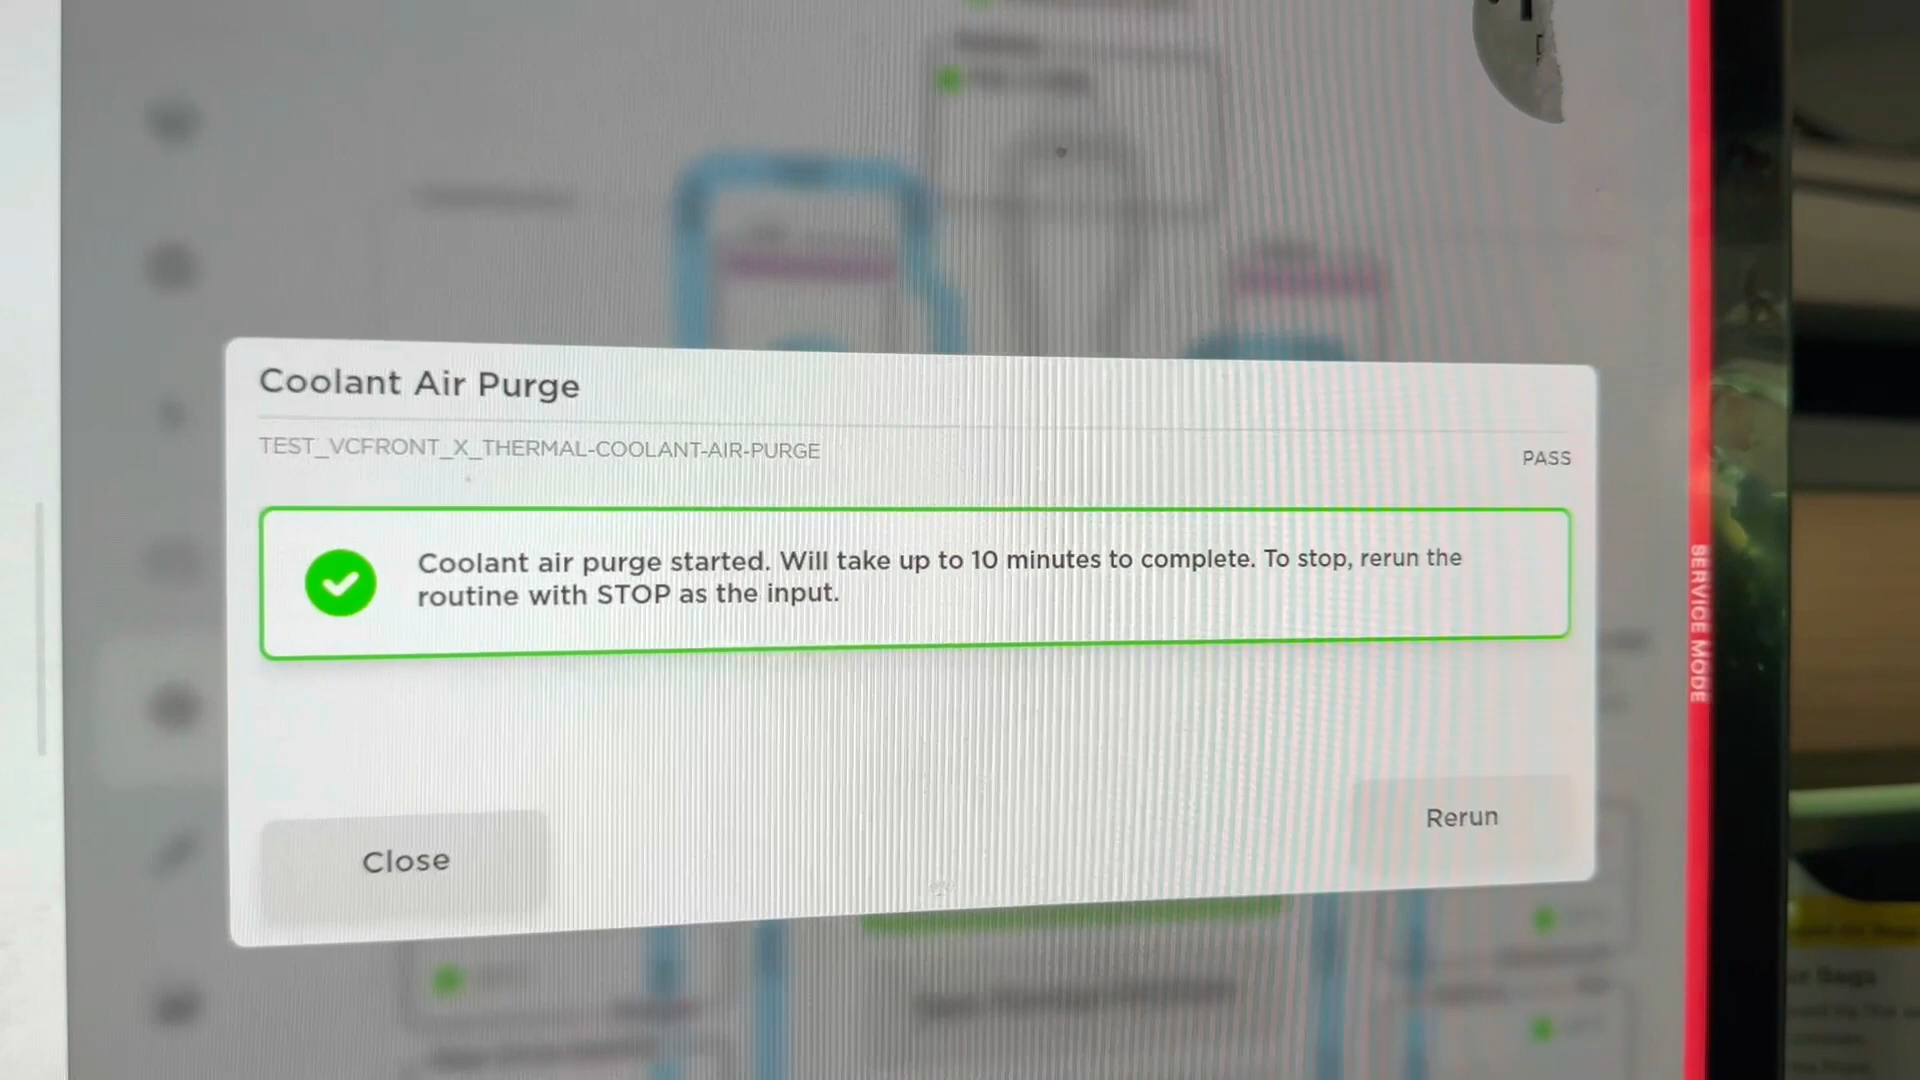 Coolant Air Purge
TEST_VCFRONT_X_THERMAL-COOLANT-AIR-PURGE
PASS
Coolant air purge started. Will take up to 10 minutes to complete. To stop, rerun the
routine with STOP as the input.
Close
Rerun
SERVICE MODE